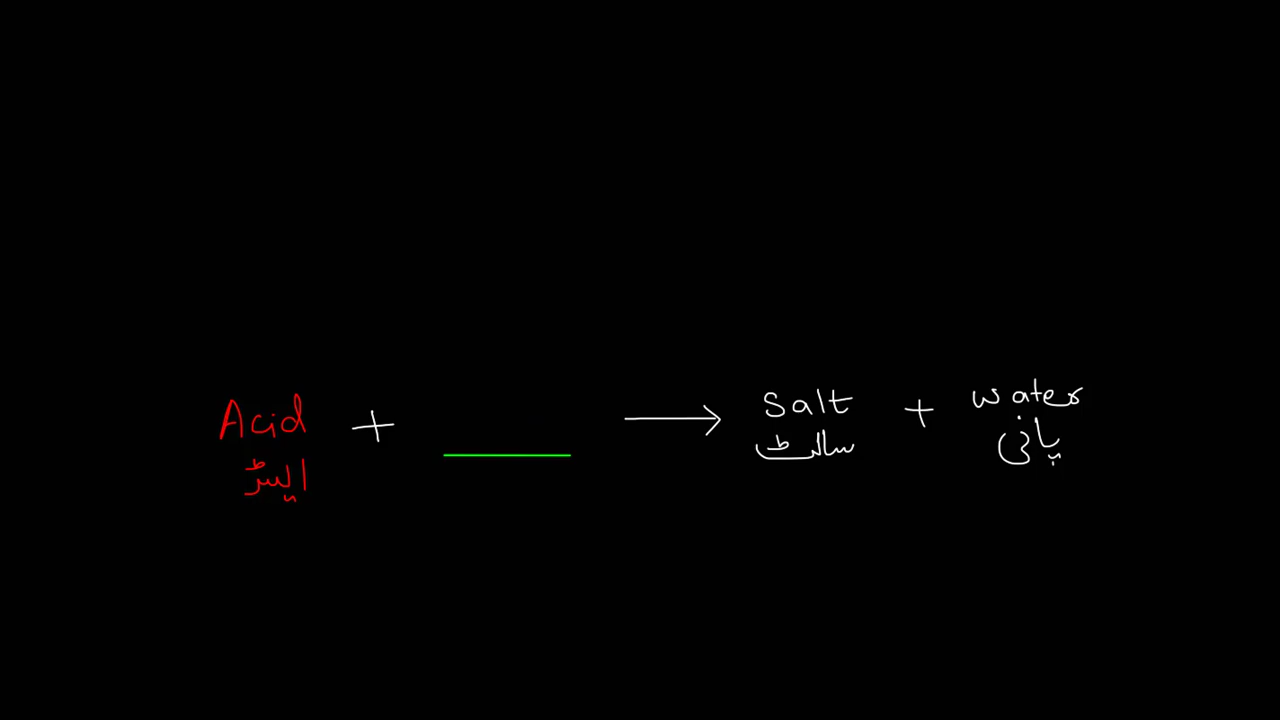 Acid + ______ → Salt + water
ایسڈ سالٹ پانی